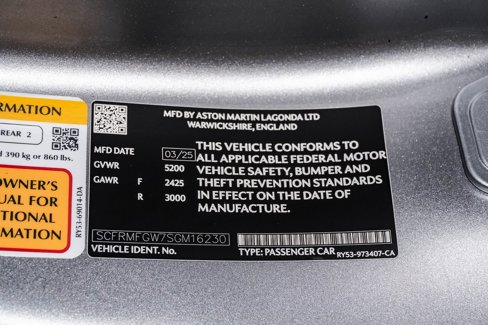 RMATION
REAR 2
d 390 kg or 860 lbs.
OWNER'S
UAL FOR
TIONAL
RMATION
RY53-69014-DA
MFD BY ASTON MARTIN LAGONDA LTD
WARWICKSHIRE, ENGLAND
MFD DATE 03/25
GVWR 5200
GAWR F 2425
R 3000
THIS VEHICLE CONFORMS TO
ALL APPLICABLE FEDERAL MOTOR
VEHICLE SAFETY, BUMPER AND
THEFT PREVENTION STANDARDS
IN EFFECT ON THE DATE OF
MANUFACTURE.
SCFRMFGW7SGM16230
VEHICLE IDENT. No.
TYPE: PASSENGER CAR
RY53-973407-CA